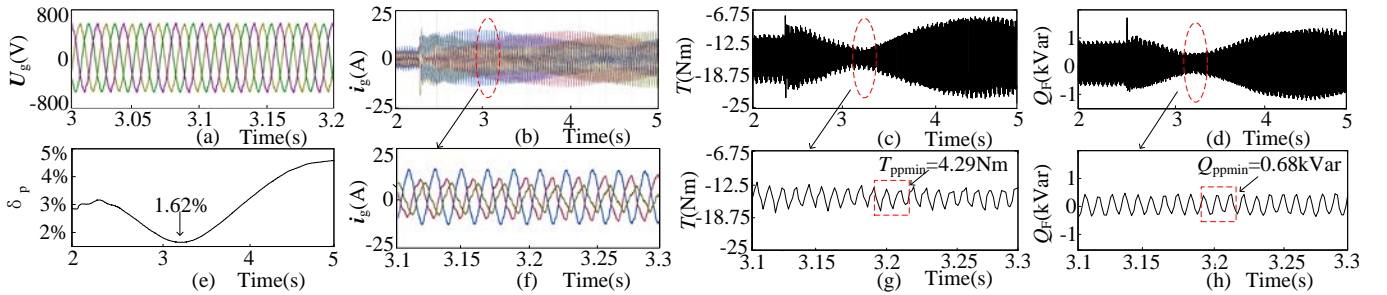 800
0
-800
U_g(V)
3
3.05
3.1
3.15
3.2
(a)
Time(s)
25
0
-25
i_g(A)
2
3
4
5
(b)
Time(s)
-6.75
-12.5
-18.75
-25
T(Nm)
2
3
4
5
(c)
Time(s)
1
0
-1
Q_F(kVar)
2
3
4
5
(d)
Time(s)
5%
4%
3%
2%
δ_p
1.62%
2
3
4
5
(e)
Time(s)
25
0
-25
i_g(A)
3.1
3.15
3.2
3.25
3.3
(f)
Time(s)
-6.75
-12.5
-18.75
-25
T(Nm)
T_ppmin=4.29Nm
3.1
3.2
3.3
(g)
Time(s)
1
0
-1
Q_F(kVar)
Q_ppmin=0.68kVar
3.1
3.15
3.2
3.25
3.3
(h)
Time(s)